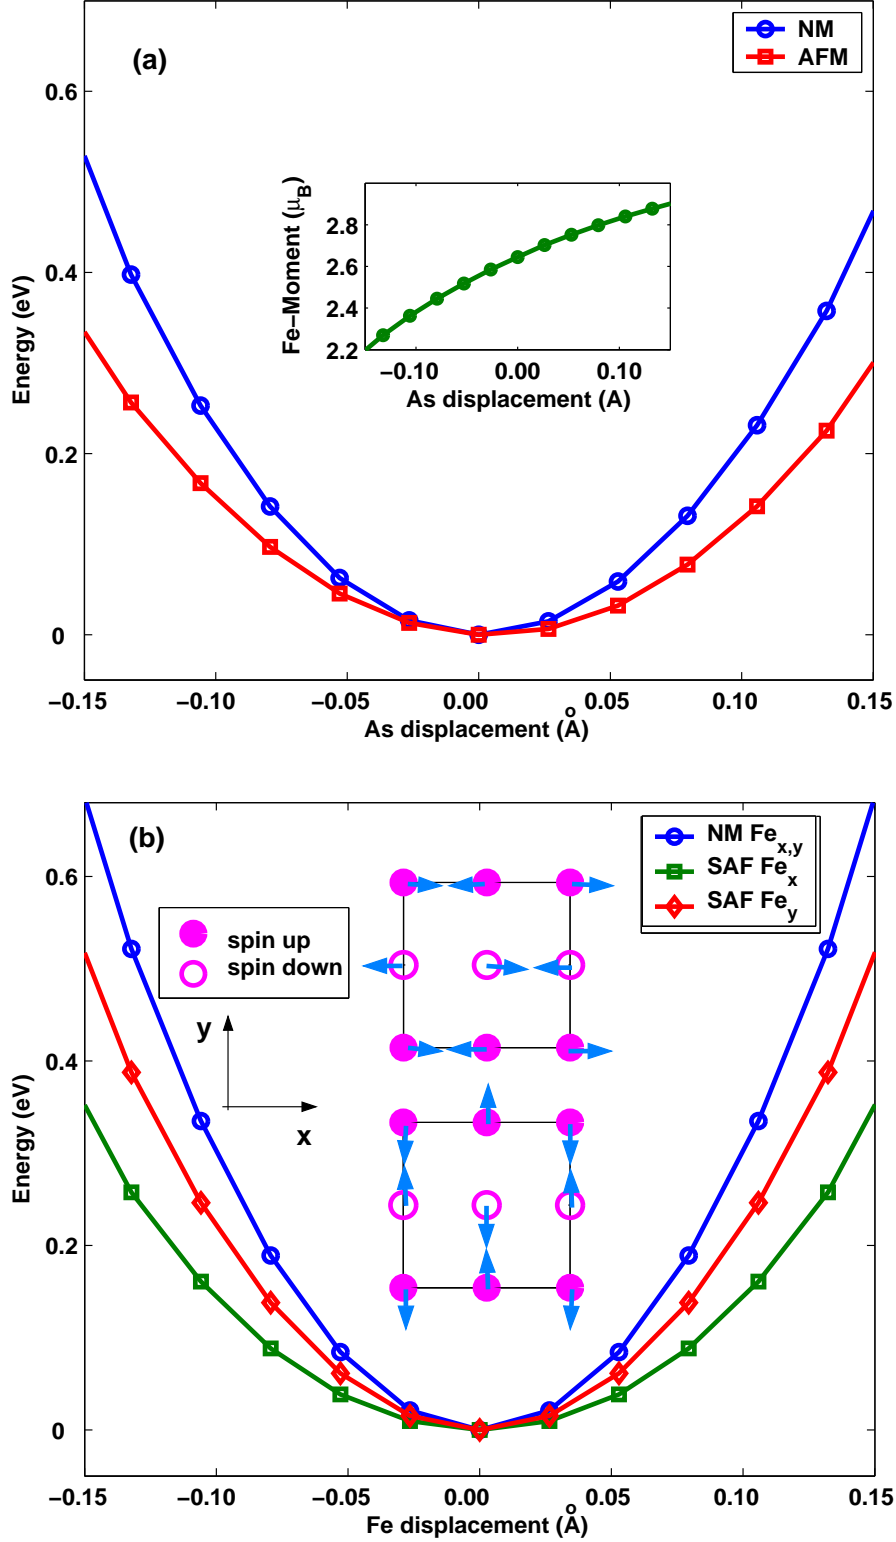 (a)
NM
AFM
0.6
0.4
0.2
0
Energy (eV)
2.8
2.6
2.4
2.2
Fe−Moment (μB)
−0.10 0.00 0.10
As displacement (A)
−0.15 −0.10 −0.05 0.00 0.05 0.10 0.15
As displacement (Å)
(b)
NM Fex,y
SAF Fex
SAF Fey
spin up
spin down
y
x
0.6
0.4
0.2
0
Energy (eV)
−0.15 −0.10 −0.05 0.00 0.05 0.10 0.15
Fe displacement (Å)